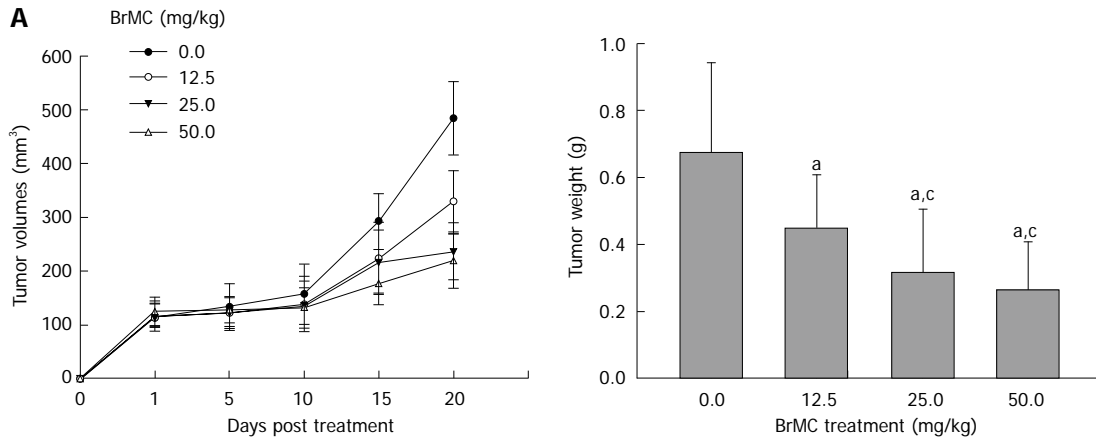 A
BrMC (mg/kg)
0.0
12.5
25.0
50.0
Tumor volumes (mm³)
600
500
400
300
200
100
0
0 1 5 10 15 20
Days post treatment
Tumor weight (g)
1.0
0.8
0.6
0.4
0.2
0.0
a
a,c
a,c
0.0 12.5 25.0 50.0
BrMC treatment (mg/kg)